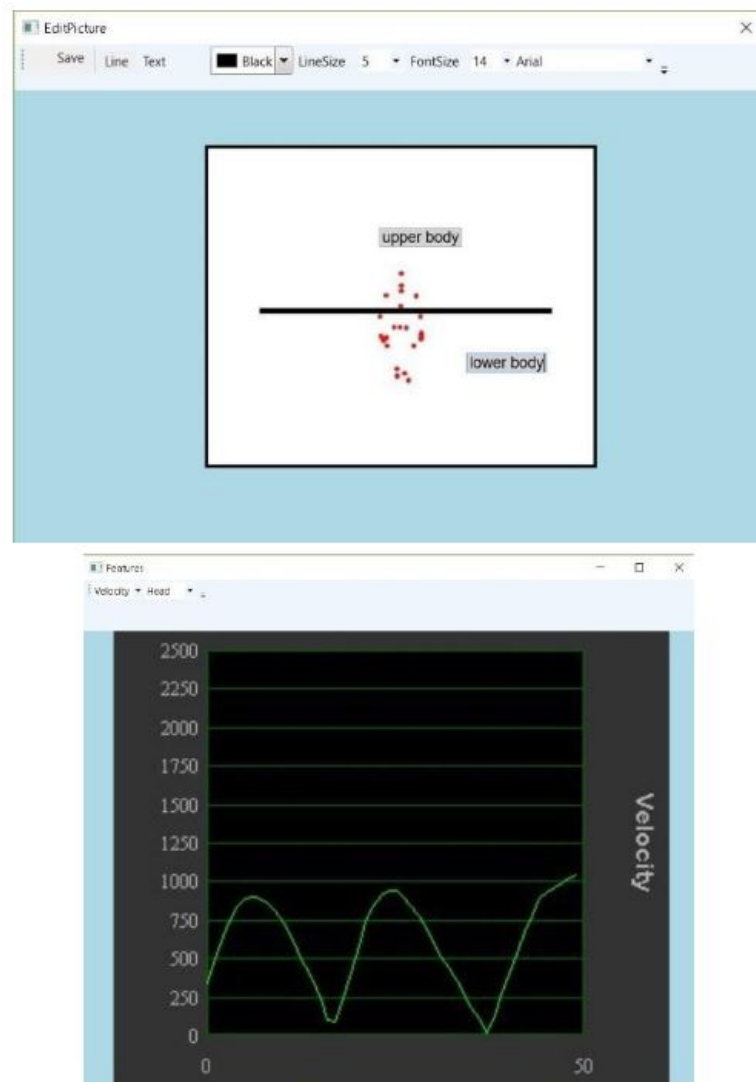 EditPicture
Save Line Text Black LineSize 5 FontSize 14 Arial
upper body
lower body
Features
Velocity Head
2500
2250
2000
1750
1500
1250
1000
750
500
250
0
0 50
Velocity